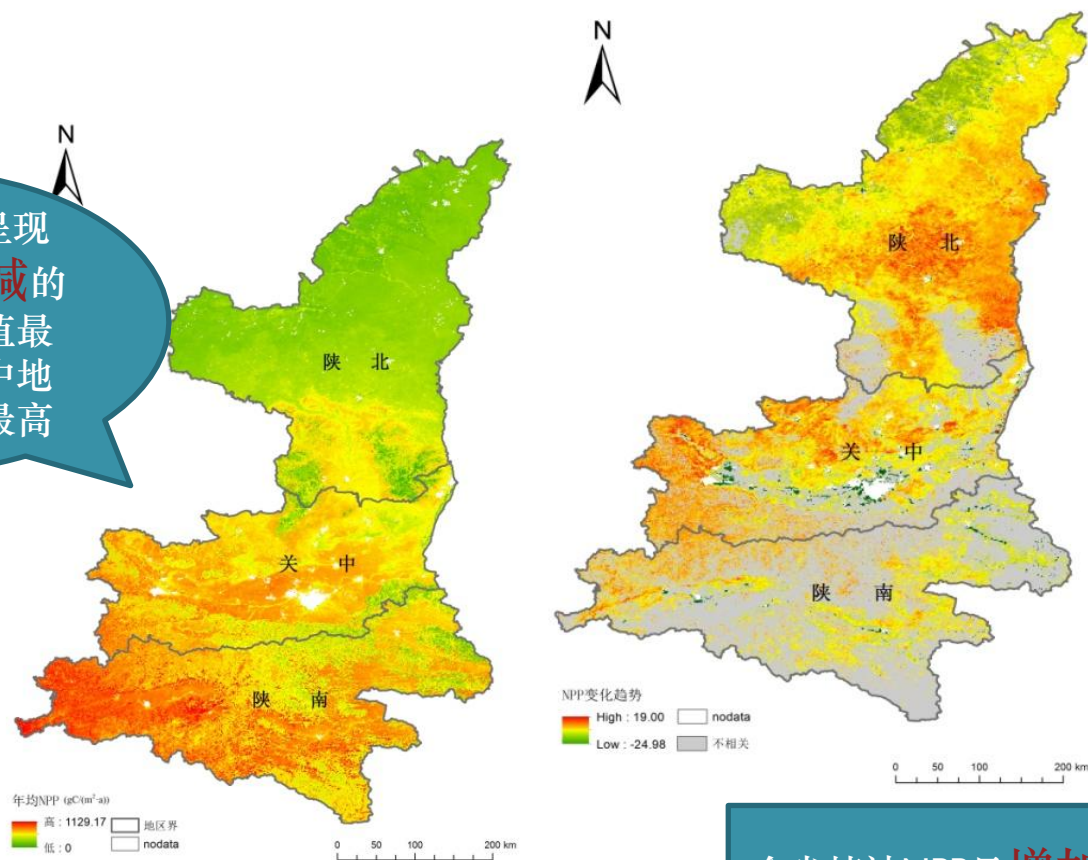 呈现
减的
值最
中地
最高
N
陕 北
关 中
陕 南
年均NPP (gC/(m²·a))
高 : 1129.17
地区界
低 : 0
nodata
0 50 100 200 km
N
陕 北
关 中
陕 南
NPP变化趋势
High : 19.00
nodata
Low : -24.98
不相关
0 50 100 200 km
增加